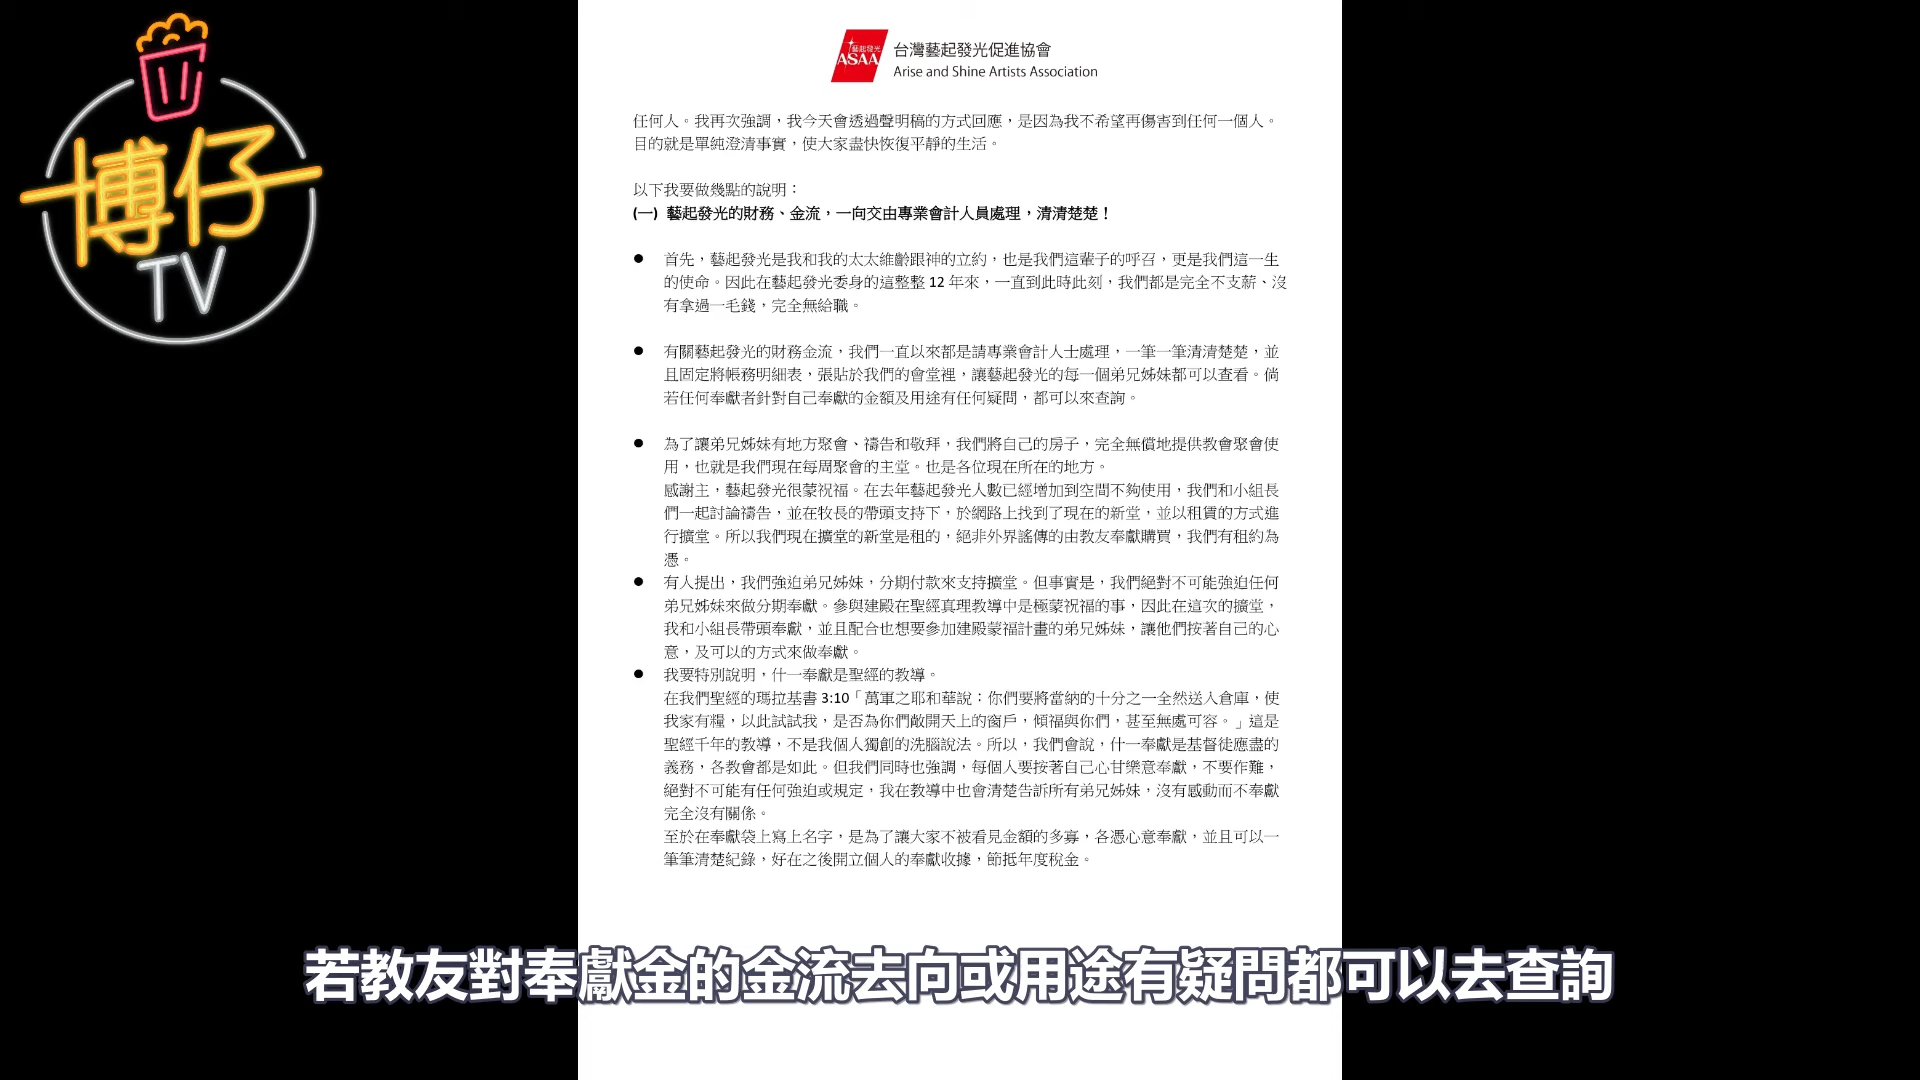 博仔
TV
藝起發光
ASAA
台灣藝起發光促進協會
Arise and Shine Artists Association
任何人。我再次強調，我今天會透過聲明稿的方式回應，是因為我不希望再傷害到任何一個人。
目的就是單純澄清事實，使大家盡快恢復平靜的生活。
以下我要做幾點的說明：
(一) 藝起發光的財務、金流，一向交由專業會計人員處理，清清楚楚！
● 首先，藝起發光是我和我的太太維齡跟神的立約，也是我們這輩子的呼召，更是我們這一生
的使命。因此在藝起發光委身的這整整 12 年來，一直到此時此刻，我們都是完全不支薪、沒
有拿過一毛錢，完全無給職。
● 有關藝起發光的財務金流，我們一直以來都是請專業會計人士處理，一筆一筆清清楚楚，並
且固定將帳務明細表，張貼於我們的會堂裡，讓藝起發光的每一個弟兄姊妹都可以查看。倘
若任何奉獻者針對自己奉獻的金額及用途有任何疑問，都可以來查詢。
● 為了讓弟兄姊妹有地方聚會、禱告和敬拜，我們將自己的房子，完全無償地提供教會聚會使
用，也就是我們現在每周聚會的主堂。也是各位現在所在的地方。
感謝主，藝起發光很蒙祝福。在去年藝起發光人數已經增加到空間不夠使用，我們和小組長
們一起討論禱告，並在牧長的帶頭支持下，於網路上找到了現在的新堂，並以租賃的方式進
行擴堂。所以我們現在擴堂的新堂是租的，絕非外界謠傳的由教友奉獻購買，我們有租約為
憑。
● 有人提出，我們強迫弟兄姊妹，分期付款來支持擴堂。但事實是，我們絕對不可能強迫任何
弟兄姊妹來做分期奉獻。參與建殿在聖經真理教導中是極蒙祝福的事，因此在這次的擴堂，
我和小組長帶頭奉獻，並且配合也想要參加建殿蒙福計畫的弟兄姊妹，讓他們按著自己的心
意，及可以的方式來做奉獻。
● 我要特別說明，什一奉獻是聖經的教導。
在我們聖經的瑪拉基書 3:10「萬軍之耶和華說：你們要將當納的十分之一全然送入倉庫，使
我家有糧，以此試試我，是否為你們敞開天上的窗戶，傾福與你們，甚至無處可容。」這是
聖經千年的教導，不是我個人獨創的洗腦說法。所以，我們會說，什一奉獻是基督徒應盡的
義務，各教會都是如此。但我們同時也強調，每個人要按著自己心甘樂意奉獻，不要作難，
絕對不可能有任何強迫或規定，我在教導中也會清楚告訴所有弟兄姊妹，沒有感動而不奉獻
完全沒有關係。
至於在奉獻袋上寫上名字，是為了讓大家不被看見金額的多寡，各憑心意奉獻，並且可以一
筆筆清楚紀錄，好在之後開立個人的奉獻收據，節抵年度稅金。
若教友對奉獻金的金流去向或用途有疑問都可以去查詢